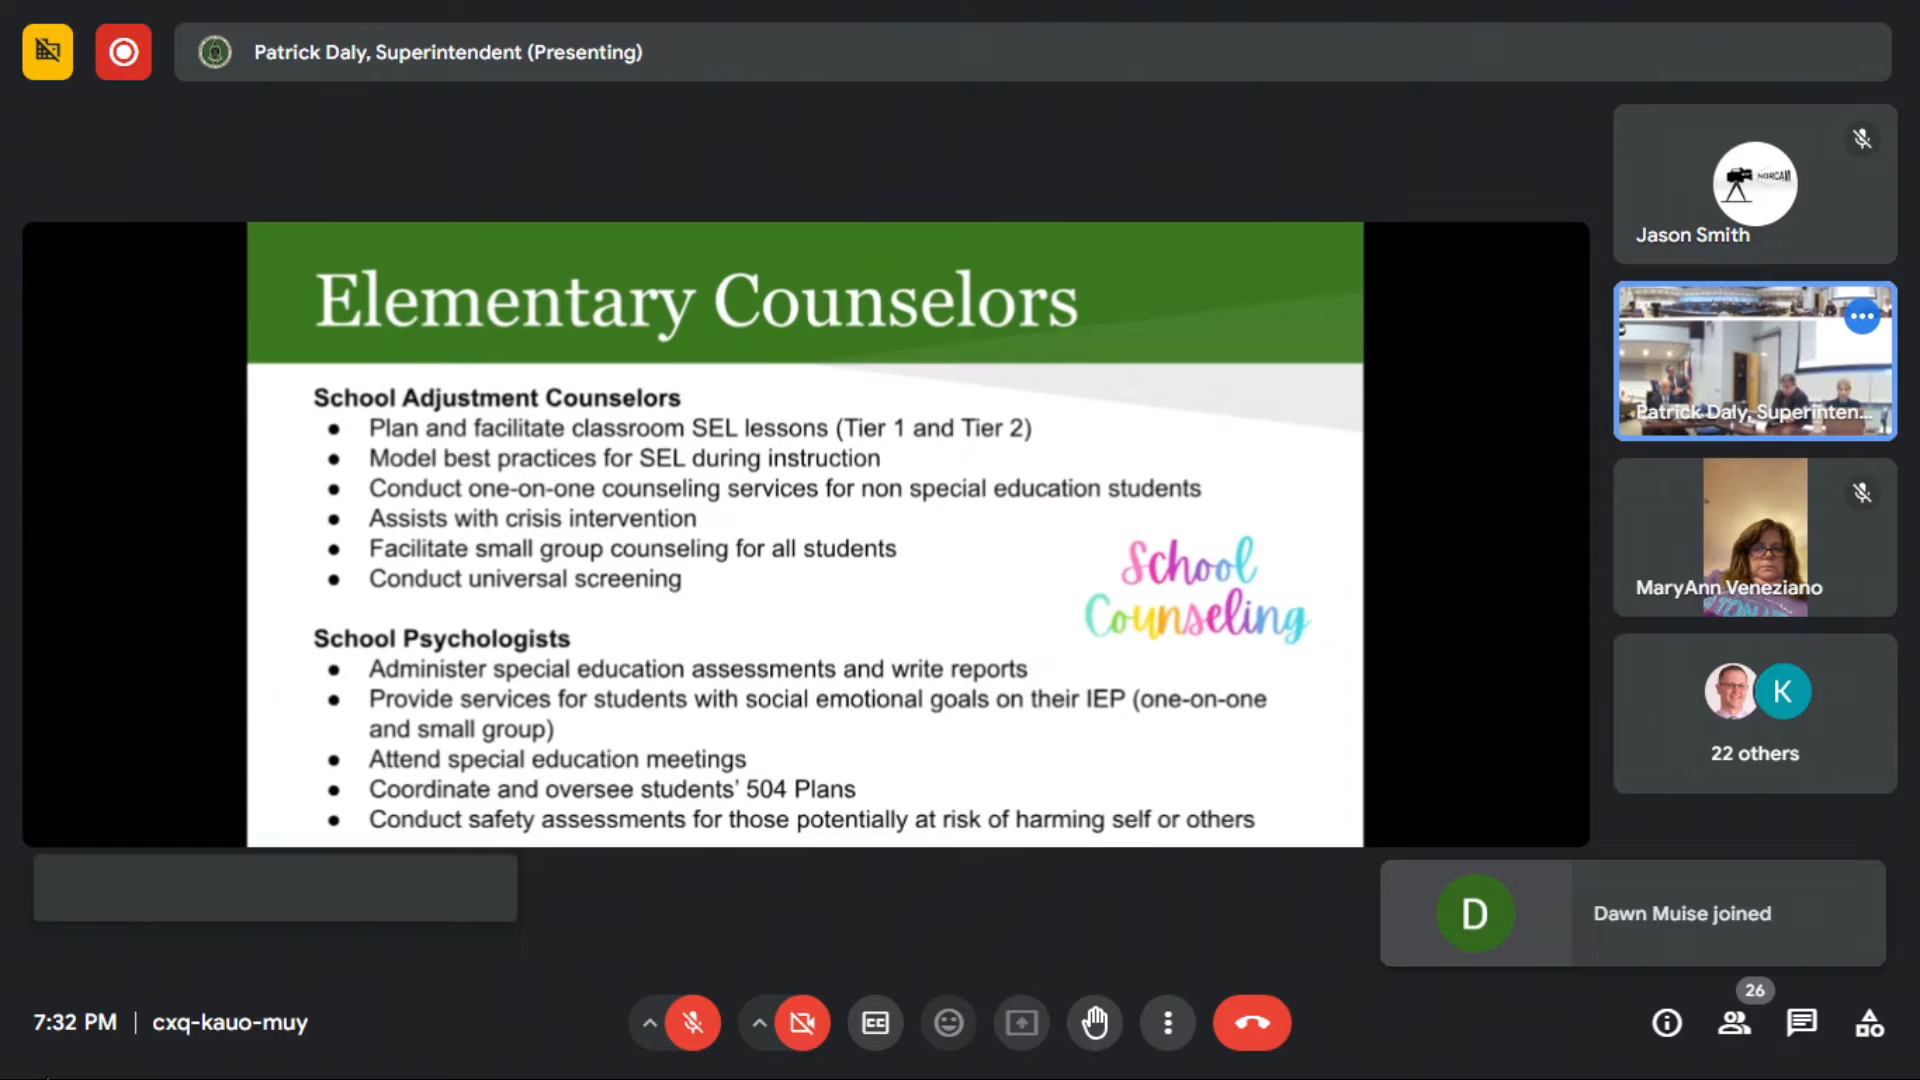 Patrick Daly, Superintendent (Presenting)
NORCAM
Jason Smith
Elementary Counselors
School Adjustment Counselors
● Plan and facilitate classroom SEL lessons (Tier 1 and Tier 2)
● Model best practices for SEL during instruction
● Conduct one-on-one counseling services for non special education students
● Assists with crisis intervention
● Facilitate small group counseling for all students
● Conduct universal screening
School
Counseling
School Psychologists
● Administer special education assessments and write reports
● Provide services for students with social emotional goals on their IEP (one-on-one
and small group)
● Attend special education meetings
● Coordinate and oversee students’ 504 Plans
● Conduct safety assessments for those potentially at risk of harming self or others
Patrick Daly, Superinten...
MaryAnn Veneziano
K
22 others
D
Dawn Muise joined
7:32 PM | cxq-kauo-muy
CC
26